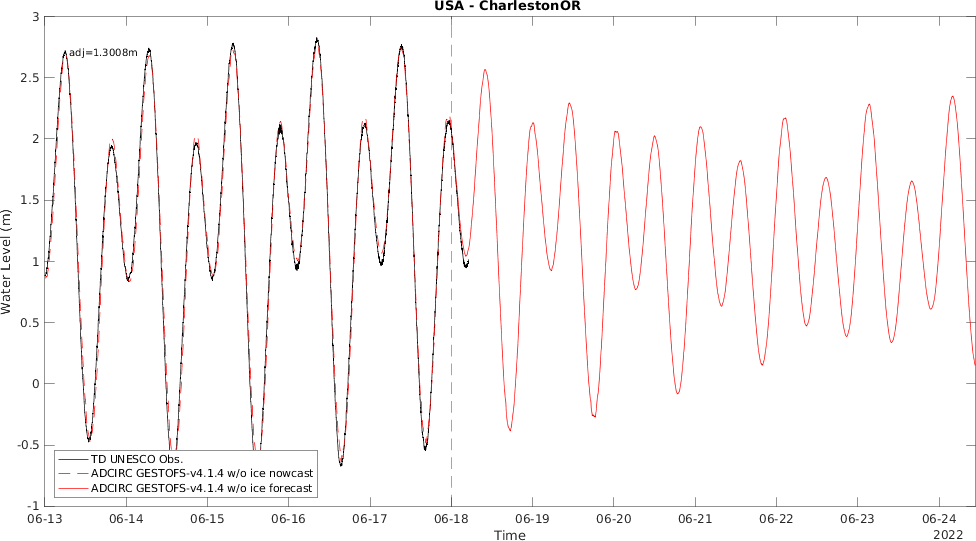 USA - CharlestonOR
adj=1.3008m
Water Level (m)
3
2.5
2
1.5
1
0.5
0
-0.5
-1
TD UNESCO Obs.
ADCIRC GESTOFS-v4.1.4 w/o ice nowcast
ADCIRC GESTOFS-v4.1.4 w/o ice forecast
06-13 06-14 06-15 06-16 06-17 06-18 06-19 06-20 06-21 06-22 06-23 06-24
Time
2022